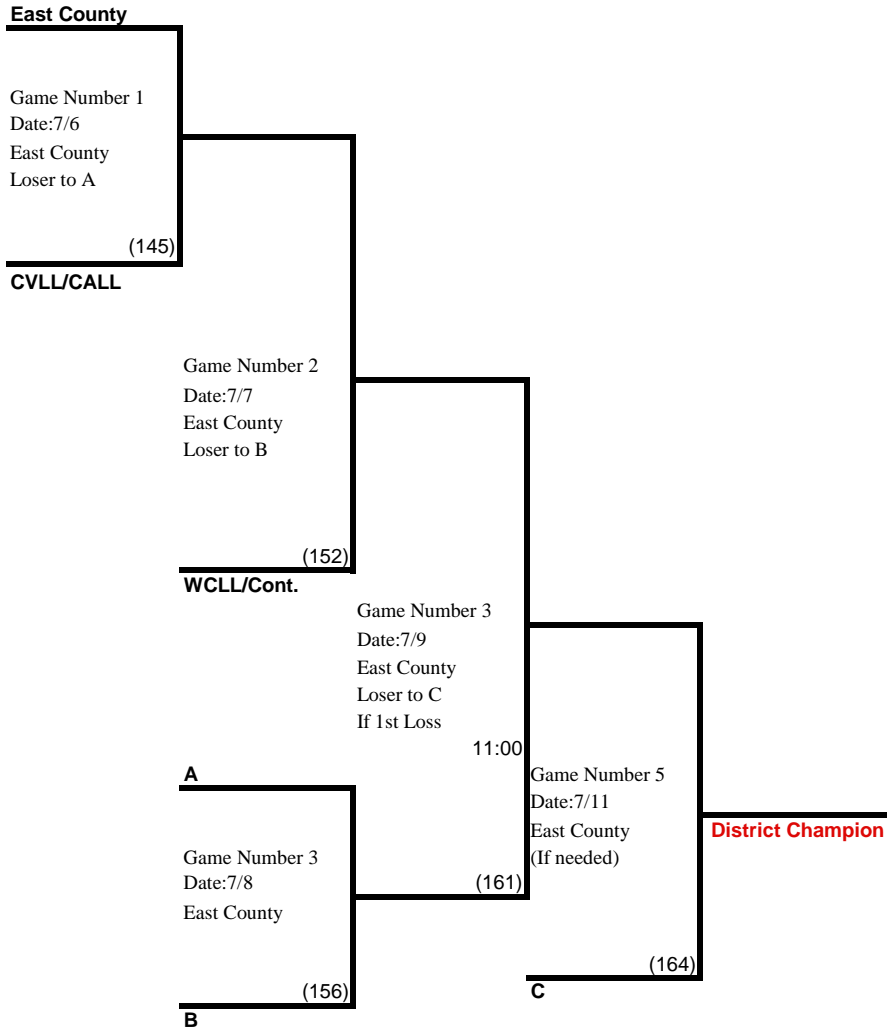 East County
Game Number 1
Date:7/6
East County
Loser to A
(145)
CVLL/CALL
Game Number 2
Date:7/7
East County
Loser to B
(152)
WCLL/Cont.
Game Number 3
Date:7/9
East County
Loser to C
If 1st Loss
11:00
(161)
A
Game Number 3
Date:7/8
East County
(156)
B
Game Number 5
Date:7/11
East County
(If needed)
(164)
C
District Champion